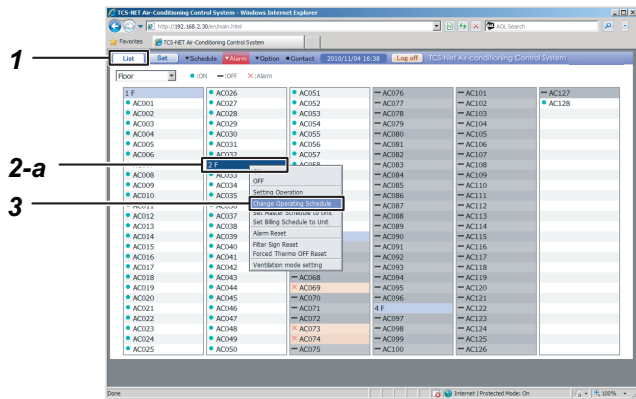 TCS-NET Air-Conditioning Control System - Windows Internet Explorer
http://192.168.2.30/en/main.html
AOL Search
Favorites
TCS-NET Air-Conditioning Control System
1
List Set ▼Schedule ▼Alarm ▼Option ■Contact 2010/11/04 16:38 Log off TCS-Net Air-conditioning Control System
Floor ●:ON —:OFF ×:Alarm
1 F
AC001
AC002
AC003
AC004
AC005
AC006
AC008
AC009
AC010
AC012
AC013
AC014
AC015
AC016
AC017
AC018
AC019
AC020
AC021
AC022
AC023
AC024
AC025
AC026
AC027
AC028
AC029
AC030
AC031
AC032
2-a
2 F
AC033
AC034
AC035
AC036
AC037
AC038
AC039
AC040
AC041
AC042
AC043
AC044
AC045
AC046
AC047
AC048
AC049
AC050
OFF
Setting Operation
3
Change Operating Schedule
Set Master Schedule to Unit
Set Billing Schedule to Unit
Alarm Reset
Filter Sign Reset
Forced Thermo OFF Reset
Ventilation mode setting
AC051
AC052
AC053
AC054
AC055
AC056
AC057
AC058
AC068
AC069
AC070
AC071
AC072
AC073
AC074
AC075
AC076
AC077
AC078
AC079
AC080
AC081
AC082
AC083
AC084
AC085
AC086
AC087
AC088
AC089
AC090
AC091
AC092
AC093
AC094
AC095
AC096
4 F
AC097
AC098
AC099
AC100
AC101
AC102
AC103
AC104
AC105
AC106
AC107
AC108
AC109
AC110
AC111
AC112
AC113
AC114
AC115
AC116
AC117
AC118
AC119
AC120
AC121
AC122
AC123
AC124
AC125
AC126
AC127
AC128
Done
Internet | Protected Mode: On
100%